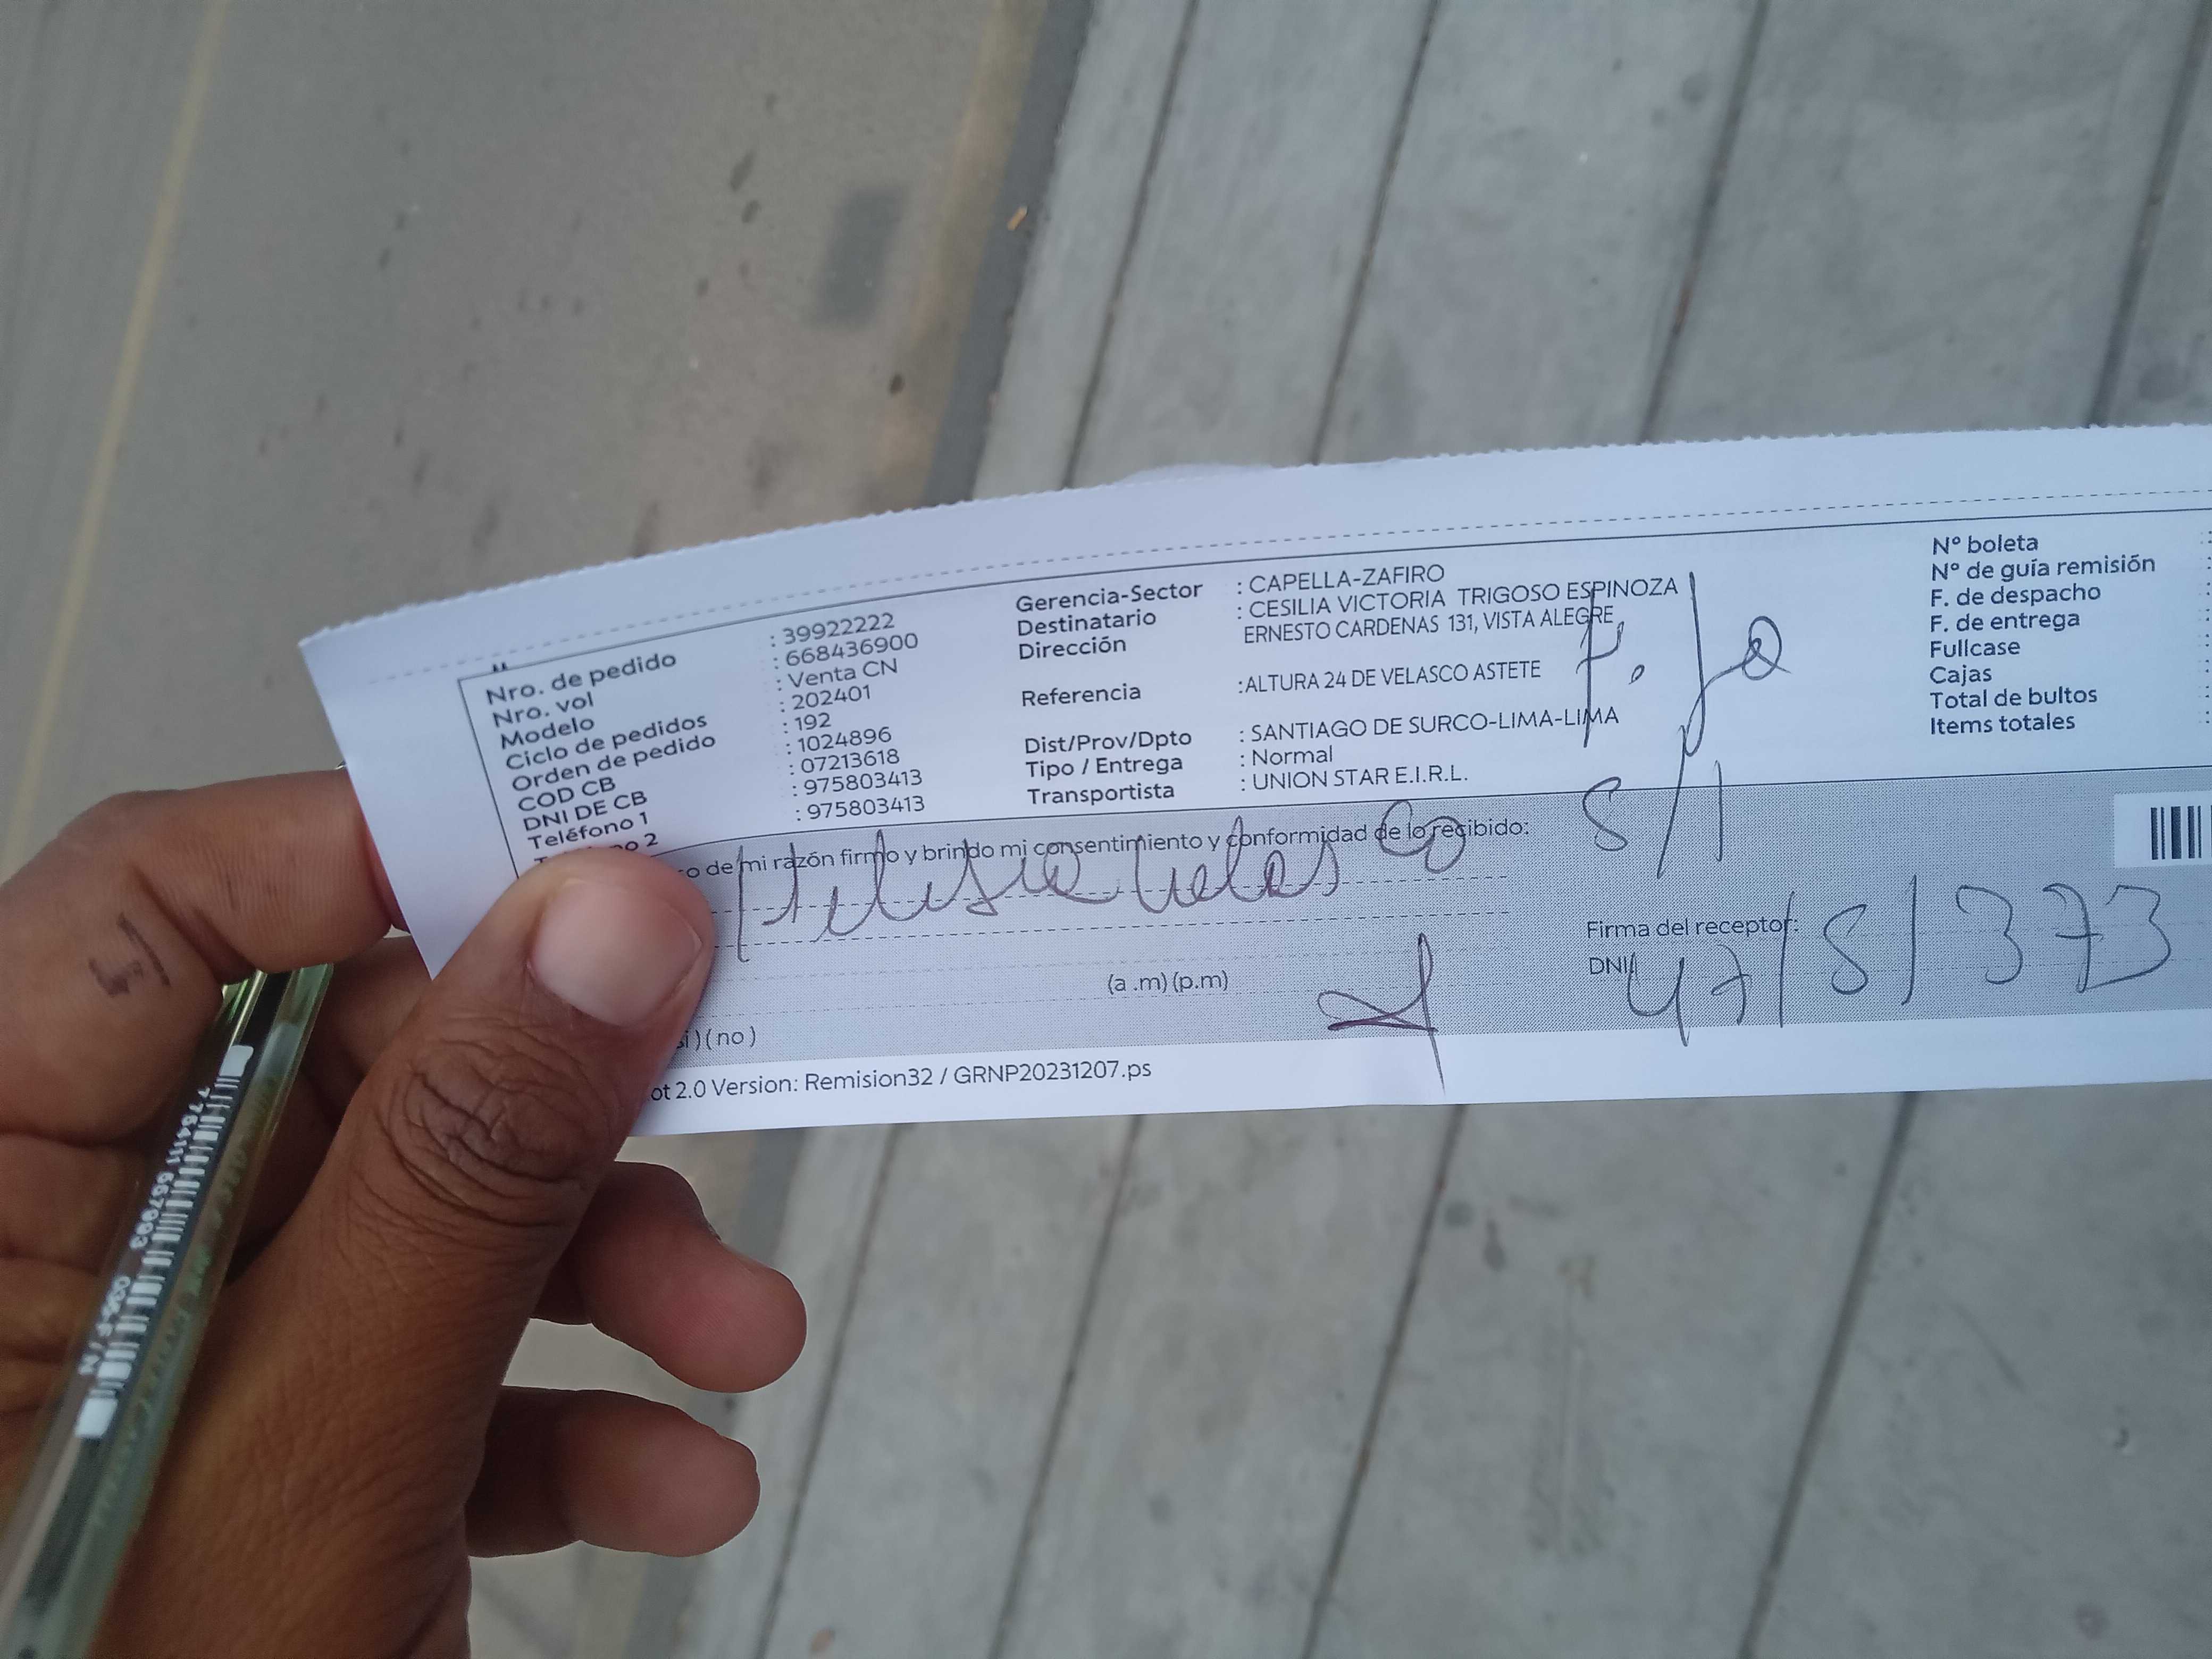 Nro. de pedido : 39922222
Nro. vol : 668436900
Modelo : Venta CN
Ciclo de pedidos : 202401
Orden de pedido : 192
COD CB : 1024896
DNI DE CB : 07213618
Teléfono 1 : 975803413
no 2 : 975803413
Gerencia-Sector : CAPELLA-ZAFIRO
Destinatario : CESILIA VICTORIA TRIGOSO ESPINOZA
Dirección ERNESTO CARDENAS 131, VISTA ALEGRE,
Referencia :ALTURA 24 DE VELASCO ASTETE
Dist/Prov/Dpto : SANTIAGO DE SURCO-LIMA-LIMA
Tipo / Entrega : Normal
Transportista : UNION STAR E.I.R.L.
Nº boleta
Nº de guía remisión
F. de despacho
F. de entrega
Fullcase
Cajas
Total de bultos
Items totales
o de mi razón firmo y brindo mi consentimiento y conformidad de lo recibido:
Firma del receptor:
DNI
(a .m) (p.m)
si ) ( no )
ot 2.0 Version: Remision32 / GRNP20231207.ps